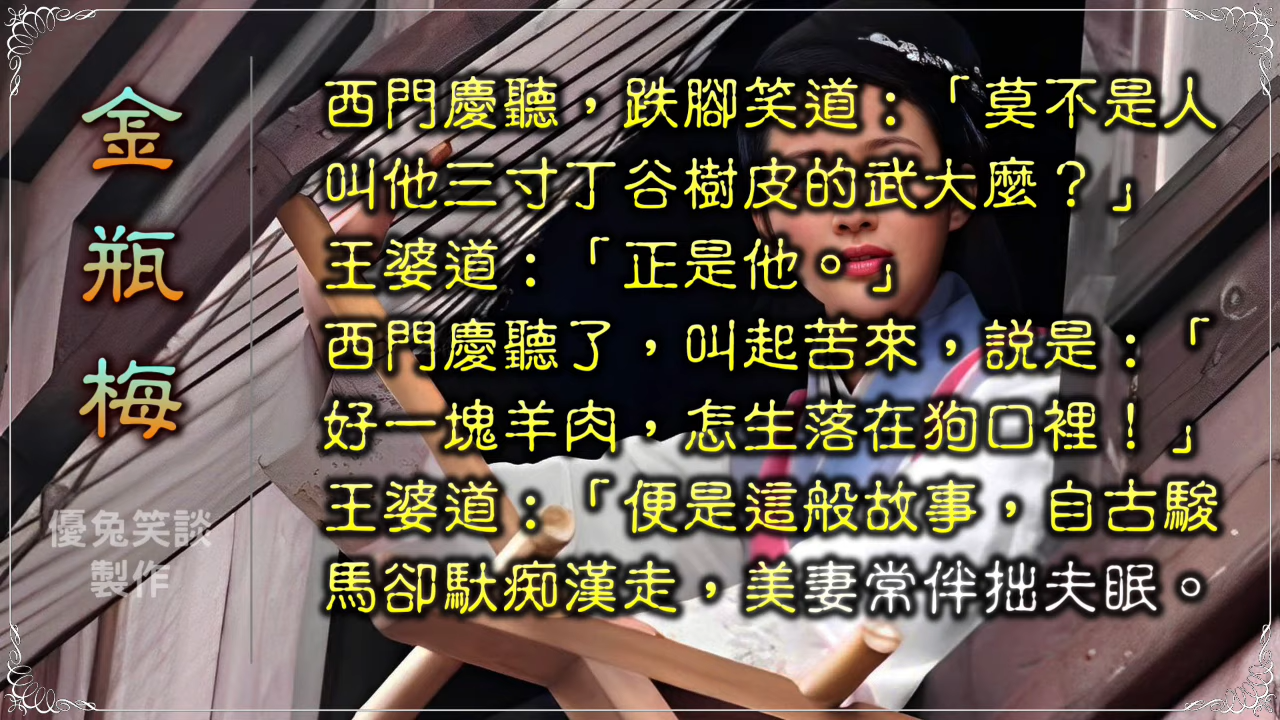 金瓶梅
優兔笑談
製作
西門慶聽，跌腳笑道：「莫不是人
叫他三寸丁谷樹皮的武大麼？」
王婆道：「正是他。」
西門慶聽了，叫起苦來，説是：「
好一塊羊肉，怎生落在狗口裡！」
王婆道：「便是這般故事，自古駿
馬卻馱痴漢走，美妻常伴拙夫眠。